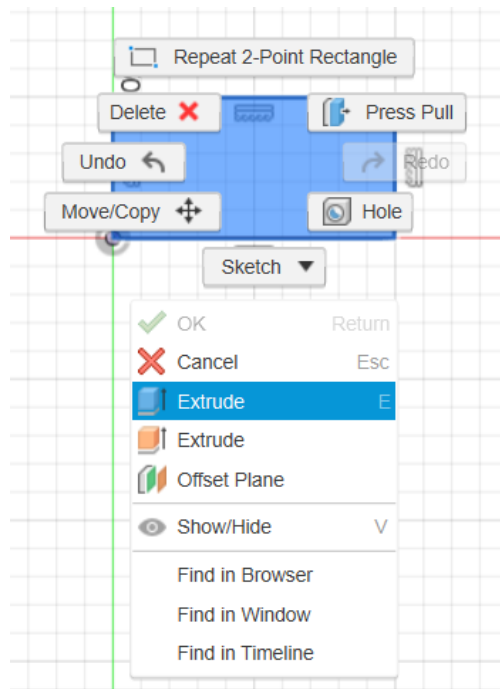 Repeat 2-Point Rectangle
Delete
Press Pull
Undo
Redo
Move/Copy
Hole
Sketch
OK Return
Cancel Esc
Extrude E
Extrude
Offset Plane
Show/Hide V
Find in Browser
Find in Window
Find in Timeline